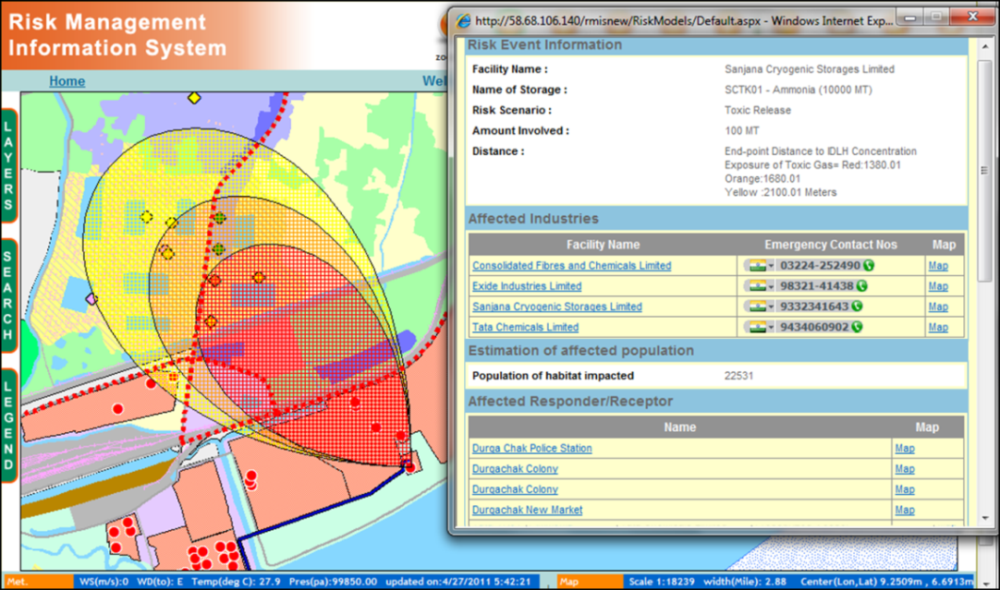 Risk Management
Information System
Home
Wel
LAYERS
SEARCH
LEGEND
http://58.68.106.140/rmisnew/RiskModels/Default.aspx - Windows Internet Exp...
Risk Event Information
Facility Name : Sanjana Cryogenic Storages Limited
Name of Storage : SCTK01 - Ammonia (10000 MT)
Risk Scenario : Toxic Release
Amount Involved : 100 MT
Distance : End-point Distance to IDLH Concentration
Exposure of Toxic Gas= Red:1380.01
Orange:1680.01
Yellow :2100.01 Meters
Affected Industries
Facility Name Emergency Contact Nos Map
Consolidated Fibres and Chemicals Limited 03224-252490 Map
Exide Industries Limited 98321-41438 Map
Sanjana Cryogenic Storages Limited 9332341643 Map
Tata Chemicals Limited 9434060902 Map
Estimation of affected population
Population of habitat impacted 22531
Affected Responder/Receptor
Name Map
Durga Chak Police Station Map
Durgachak Colony Map
Durgachak Colony Map
Durgachak New Market Map
Met. WS(m/s):0 WD(to): E Temp(deg C): 27.9 Pres(pa):99850.00 updated on:4/27/2011 5:42:21 Map Scale 1:18239 width(Mile): 2.88 Center(Lon,Lat) 9.2509m , 6.6913m